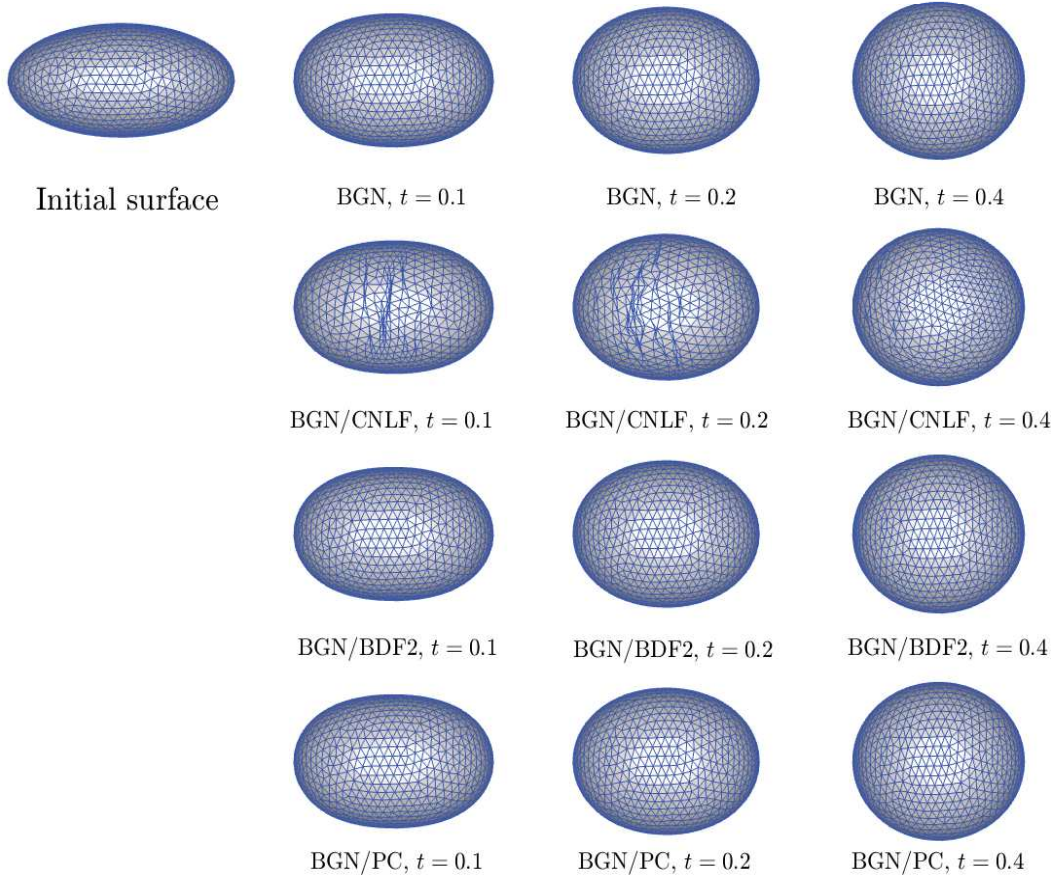 Initial surface
BGN, t = 0.1
BGN, t = 0.2
BGN, t = 0.4
BGN/CNLF, t = 0.1
BGN/CNLF, t = 0.2
BGN/CNLF, t = 0.4
BGN/BDF2, t = 0.1
BGN/BDF2, t = 0.2
BGN/BDF2, t = 0.4
BGN/PC, t = 0.1
BGN/PC, t = 0.2
BGN/PC, t = 0.4